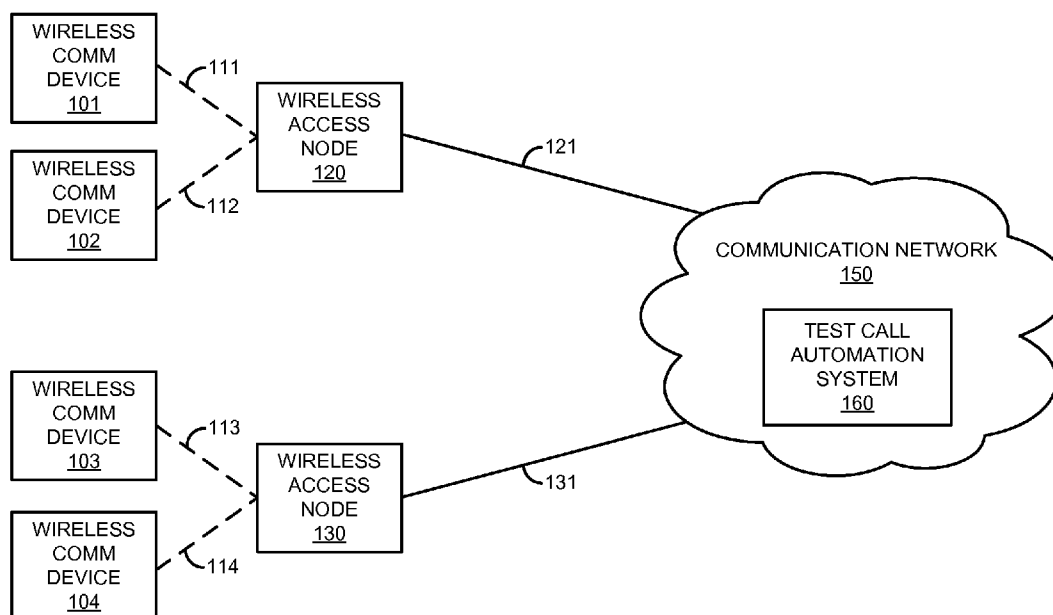 WIRELESS
COMM
DEVICE
101
111
WIRELESS
ACCESS
NODE
120
WIRELESS
COMM
DEVICE
102
112
121
COMMUNICATION NETWORK
150
TEST CALL
AUTOMATION
SYSTEM
160
WIRELESS
COMM
DEVICE
103
113
WIRELESS
ACCESS
NODE
130
WIRELESS
COMM
DEVICE
104
114
131